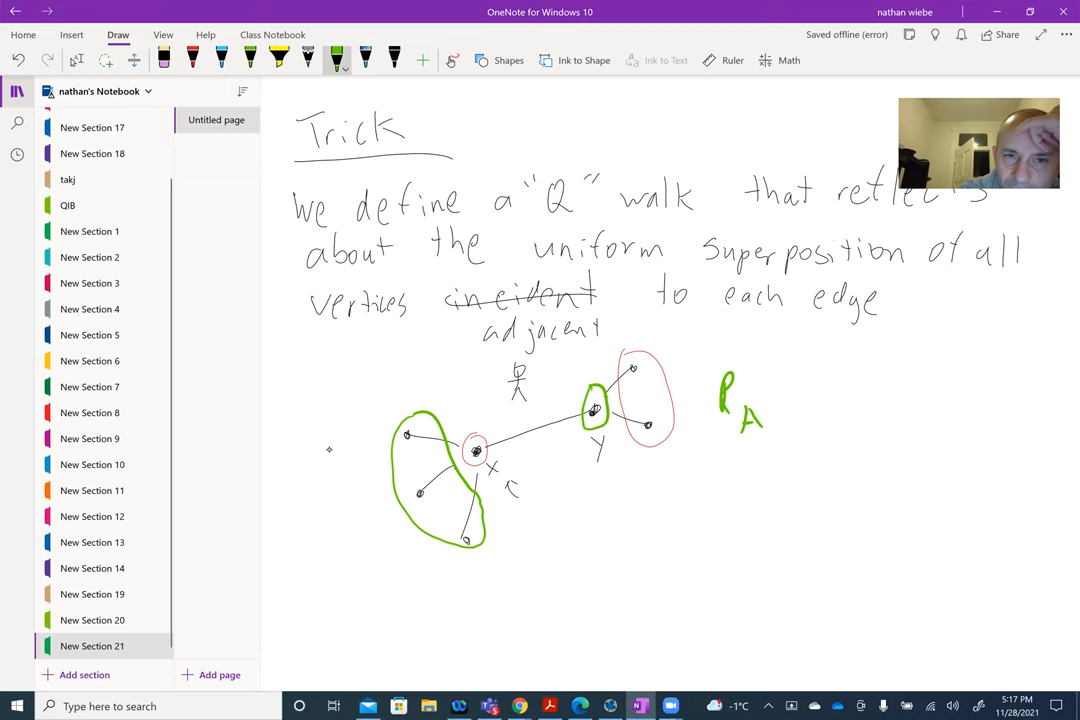 OneNote for Windows 10
nathan wiebe
Home Insert Draw View Help Class Notebook
Saved offline (error)
Share
Shapes
Ink to Shape
Ink to Text
Ruler
Math
nathan's Notebook
Untitled page
New Section 17
New Section 18
takj
QIB
New Section 1
New Section 2
New Section 3
New Section 4
New Section 5
New Section 6
New Section 7
New Section 8
New Section 9
New Section 10
New Section 11
New Section 12
New Section 13
New Section 14
New Section 19
New Section 20
New Section 21
Add section
Add page
Trick
We define a "Q" walk that reflects
about the uniform superposition of all
vertices incident to each edge
adjacent
R A
Y
X
Type here to search
-1°C
5:17 PM
11/28/2021